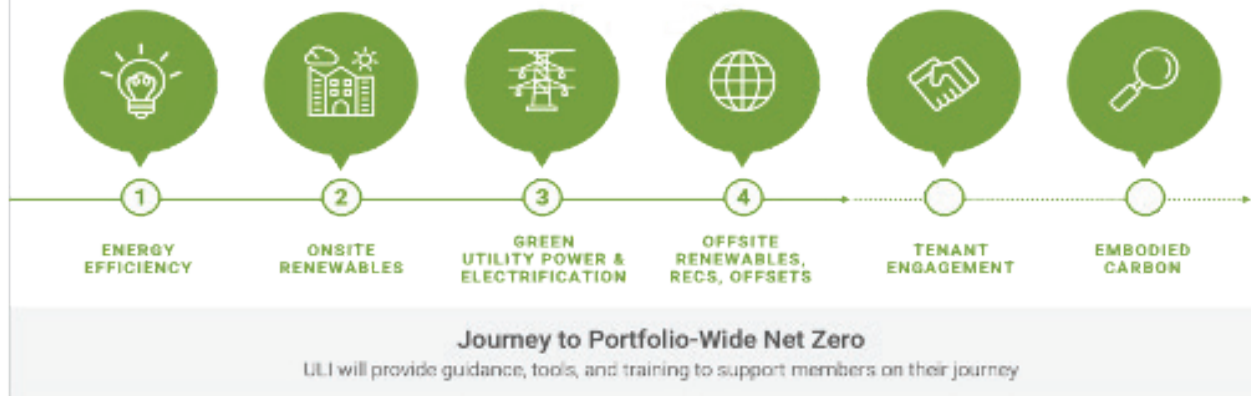 1
2
3
4
ENERGY
EFFICIENCY
ONSITE
RENEWABLES
GREEN
UTILITY POWER &
ELECTRIFICATION
OFFSITE
RENEWABLES,
RECS, OFFSETS
TENANT
ENGAGEMENT
EMBODIED
CARBON
Journey to Portfolio-Wide Net Zero
ULI will provide guidance, tools, and training to support members on their journey